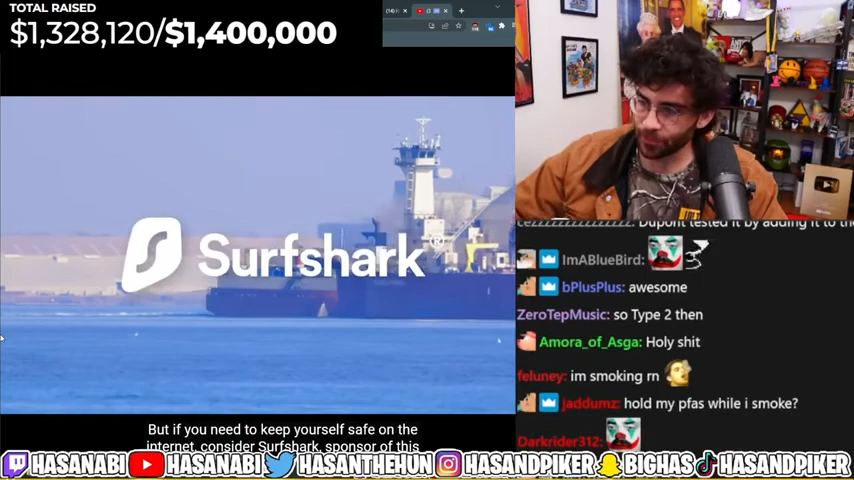 TOTAL RAISED
$1,328,120/$1,400,000
Surfshark®
But if you need to keep yourself safe on the
internet, consider Surfshark, sponsor of this
Dupont tested it by adding it to the
ImABlueBird:
bPlusPlus: awesome
ZeroTepMusic: so Type 2 then
Amora_of_Asga: Holy shit
feluney: im smoking rn
jaddumz: hold my pfas while i smoke?
Darkrider312:
HASANABI HASANABI HASANTHEHUN HASANDPIKER BIGHAS HASANDPIKER